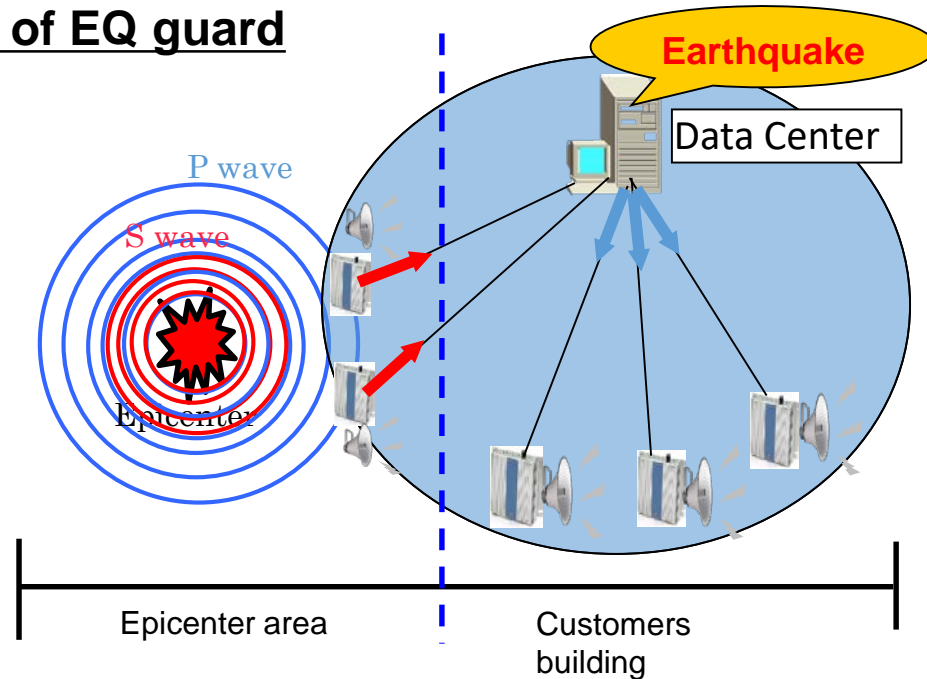 of EQ guard
Earthquake
Data Center
P wave
S wave
Epicenter
Epicenter area
Customers
building